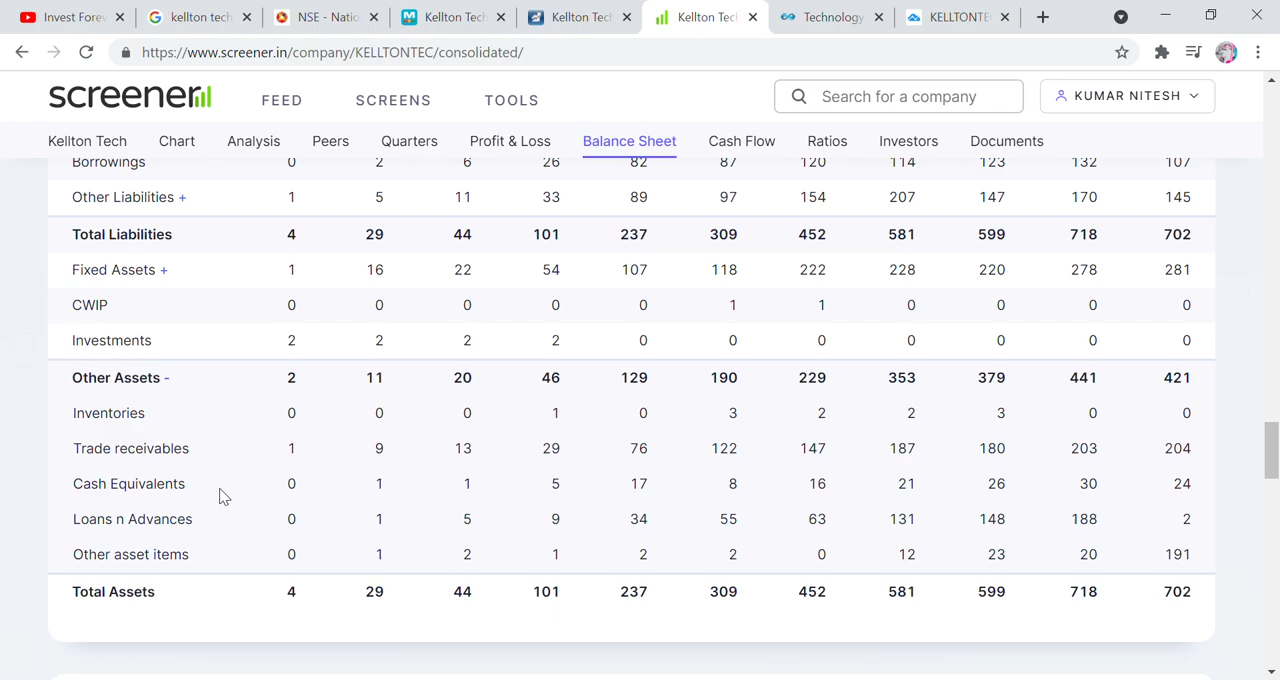 Invest Forev
kellton tech
NSE - Natio
Kellton Tech
Kellton Tech
Kellton Tech
Technology
KELLTONTE
https://www.screener.in/company/KELLTONTEC/consolidated/
screener
FEED
SCREENS
TOOLS
Search for a company
KUMAR NITESH
Kellton Tech Chart Analysis Peers Quarters Profit & Loss Balance Sheet Cash Flow Ratios Investors Documents
Borrowings 0 2 6 26 82 87 120 114 123 132 107
Other Liabilities + 1 5 11 33 89 97 154 207 147 170 145
Total Liabilities 4 29 44 101 237 309 452 581 599 718 702
Fixed Assets + 1 16 22 54 107 118 222 228 220 278 281
CWIP 0 0 0 0 0 1 1 0 0 0 0
Investments 2 2 2 2 0 0 0 0 0 0 0
Other Assets - 2 11 20 46 129 190 229 353 379 441 421
Inventories 0 0 0 1 0 3 2 2 3 0 0
Trade receivables 1 9 13 29 76 122 147 187 180 203 204
Cash Equivalents 0 1 1 5 17 8 16 21 26 30 24
Loans n Advances 0 1 5 9 34 55 63 131 148 188 2
Other asset items 0 1 2 1 2 2 0 12 23 20 191
Total Assets 4 29 44 101 237 309 452 581 599 718 702